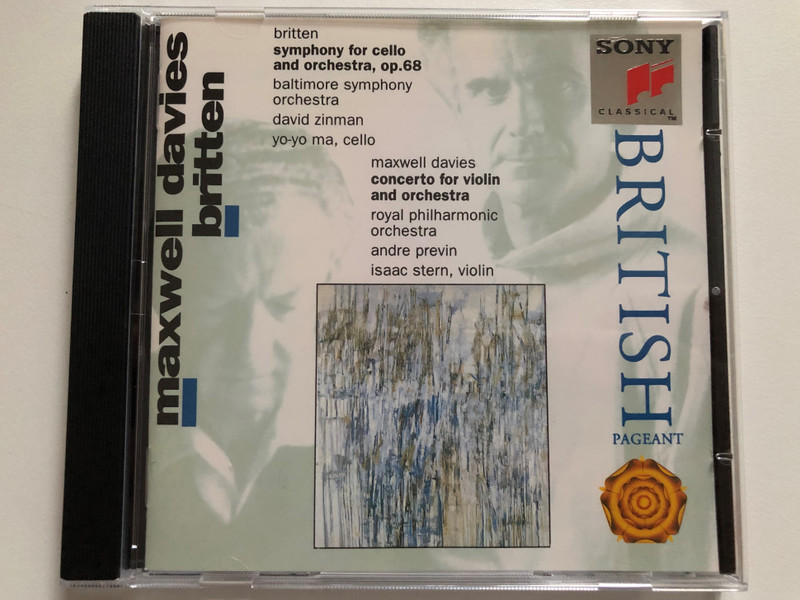 maxwell davies
britten
britten
symphony for cello
and orchestra, op.68
baltimore symphony
orchestra
david zinman
yo-yo ma, cello
maxwell davies
concerto for violin
and orchestra
royal philharmonic
orchestra
andre previn
isaac stern, violin
SONY
CLASSICAL™
BRITISH
PAGEANT